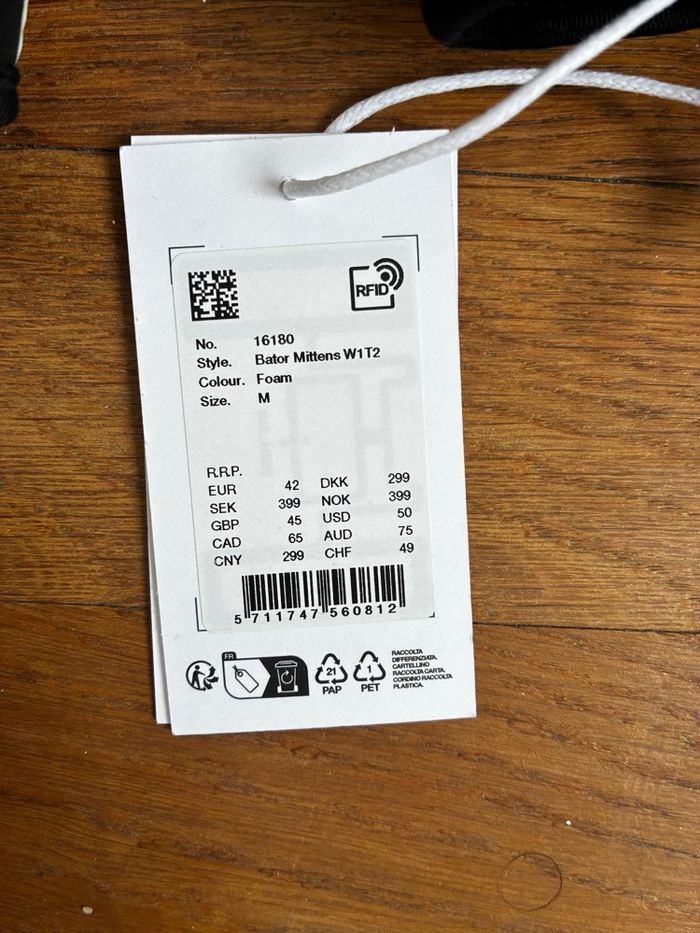 RFID
No. 16180
Style. Bator Mittens W1T2
Colour. Foam
Size. M
R.R.P.
EUR 42 DKK 299
SEK 399 NOK 399
GBP 45 USD 50
CAD 65 AUD 75
CNY 299 CHF 49
5 711747 560812
FR
21 1
PAP PET
RACCOLTA
DIFFERENZIATA.
CARTELLINO
RACCOLTA CARTA.
CORDINO RACCOLTA
PLASTICA.